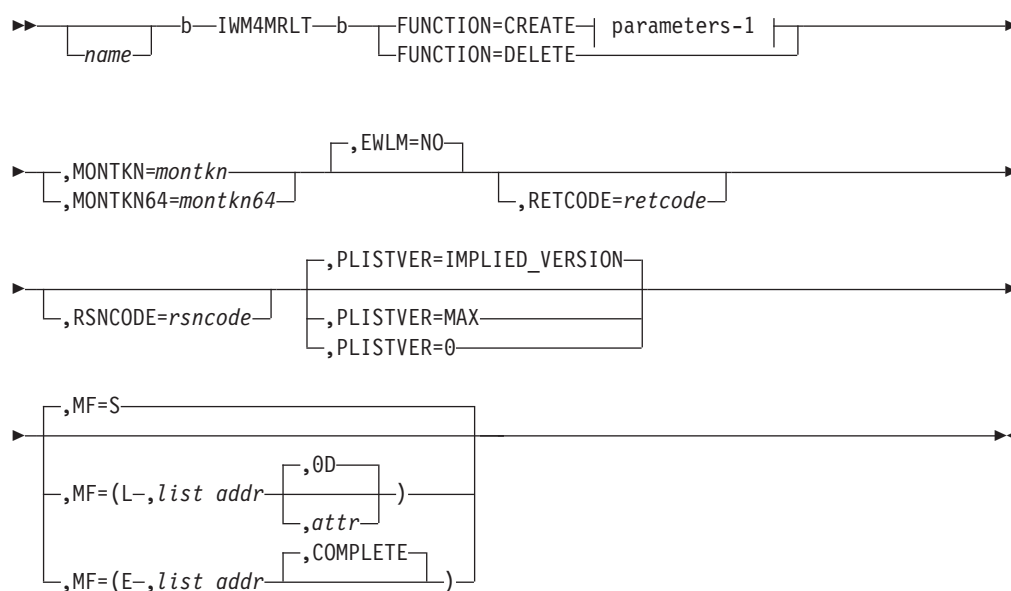 b IWM4MRLT b FUNCTION=CREATE parameters-1
name FUNCTION=DELETE
,EWLM=NO
,MONTKN=montkn
,MONTKN64=montkn64 ,RETCODE=retcode
,PLISTVER=IMPLIED_VERSION
,RSNCODE=rsncode ,PLISTVER=MAX
,PLISTVER=0
,MF=S
,0D
,MF=(L ,list addr )
,attr
,COMPLETE
,MF=(E ,list addr )